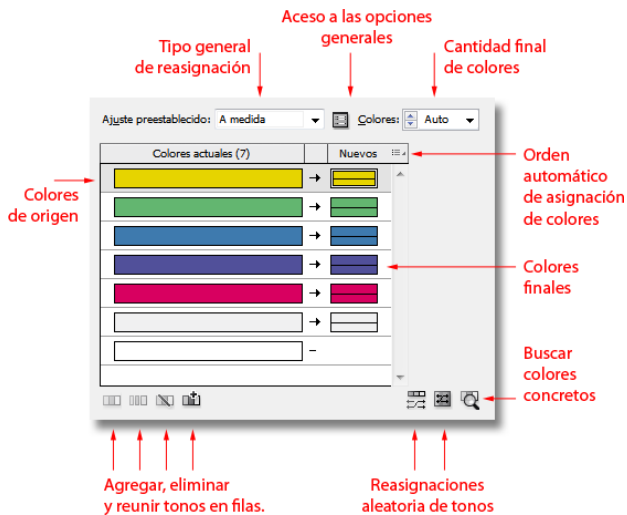 Aceso a las opciones
generales
Tipo general
de reasignación
Cantidad final
de colores
Ajuste preestablecido: A medida
Colores: Auto
Colores actuales (7)
Nuevos
Orden
automático
de asignación
de colores
Colores
de origen
Colores
finales
Buscar
colores
concretos
Agregar, eliminar
y reunir tonos en filas.
Reasignaciones
aleatoria de tonos